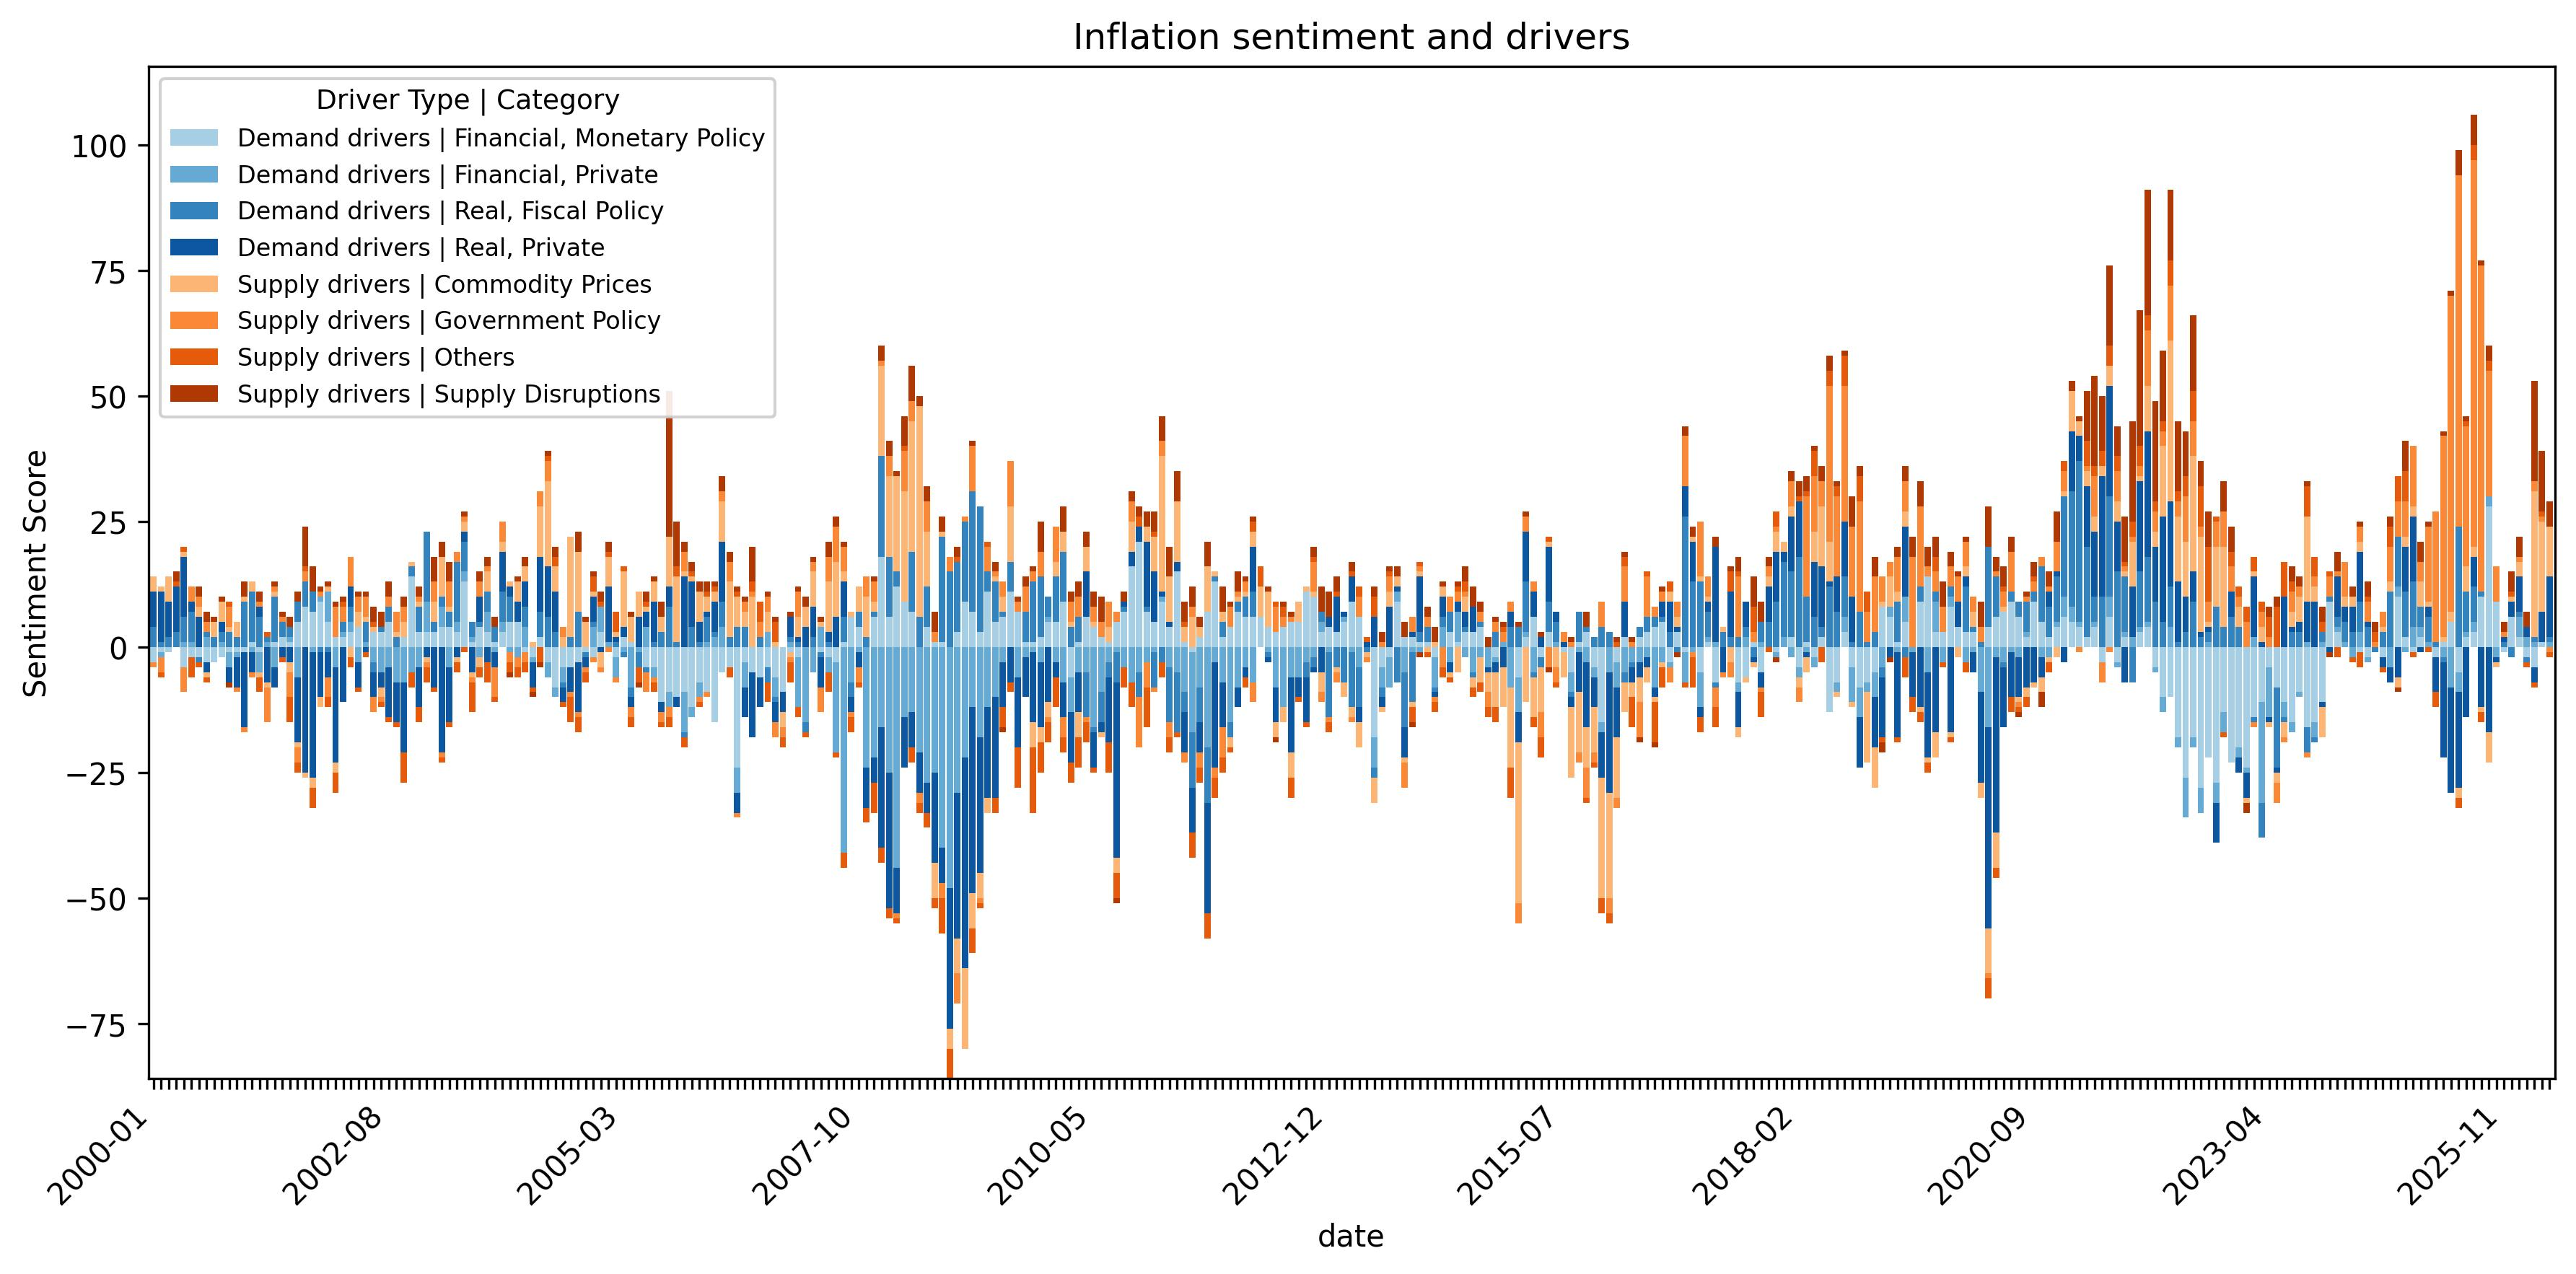 Inflation sentiment and drivers
Driver Type | Category
Demand drivers | Financial, Monetary Policy
Demand drivers | Financial, Private
Demand drivers | Real, Fiscal Policy
Demand drivers | Real, Private
Supply drivers | Commodity Prices
Supply drivers | Government Policy
Supply drivers | Others
Supply drivers | Supply Disruptions
Sentiment Score
100
75
50
25
0
−25
−50
−75
2000-01
2002-08
2005-03
2007-10
2010-05
2012-12
2015-07
2018-02
2020-09
2023-04
2025-11
date